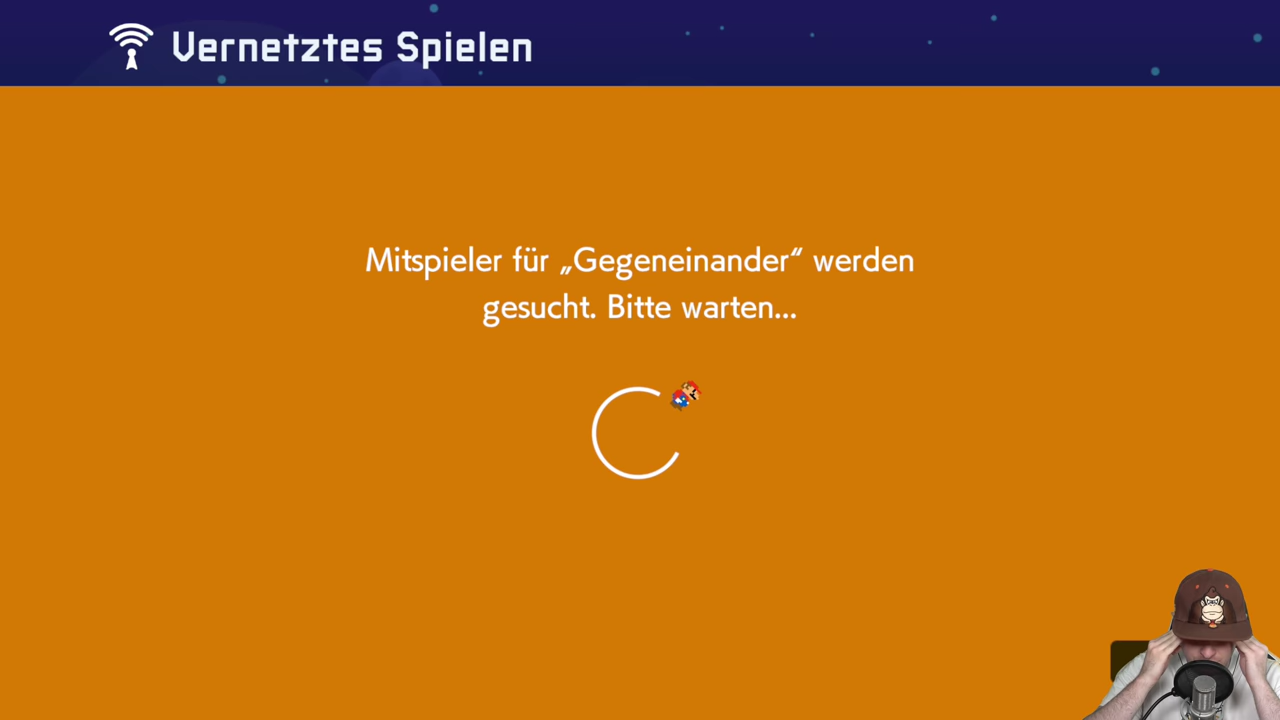 Vernetztes Spielen
Mitspieler für „Gegeneinander“ werden
gesucht. Bitte warten...